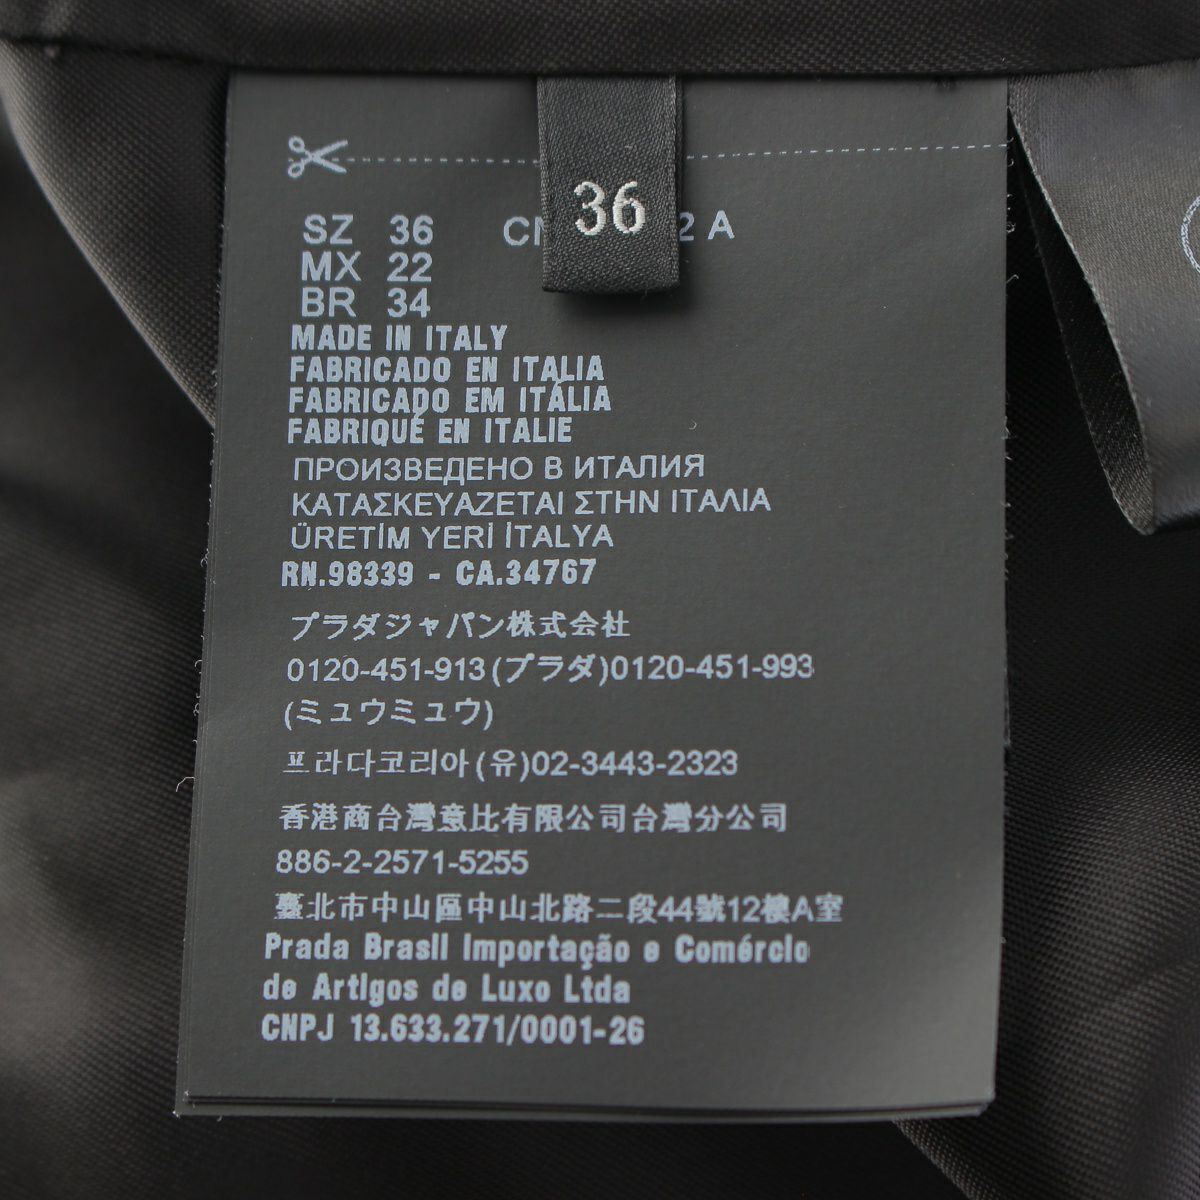 36
SZ 36
MX 22
BR 34
MADE IN ITALY
FABRICADO EN ITALIA
FABRICADO EM ITÁLIA
FABRIQUÉ EN ITALIE
ПРОИЗВЕДЕНО В ИТАЛИЯ
ΚΑΤΑΣΚΕΥΑΖΕΤΑΙ ΣΤΗΝ ΙΤΑΛΙΑ
ÜRETİM YERİ İTALYA
RN.98339 - CA.34767
プラダジャパン株式会社
0120-451-913(プラダ)0120-451-993
(ミュウミュウ)
프라다코리아(유)02-3443-2323
香港商台灣意比有限公司台灣分公司
886-2-2571-5255
臺北市中山區中山北路二段44號12樓A室
Prada Brasil Importação e Comércio
de Artigos de Luxo Ltda
CNPJ 13.633.271/0001-26